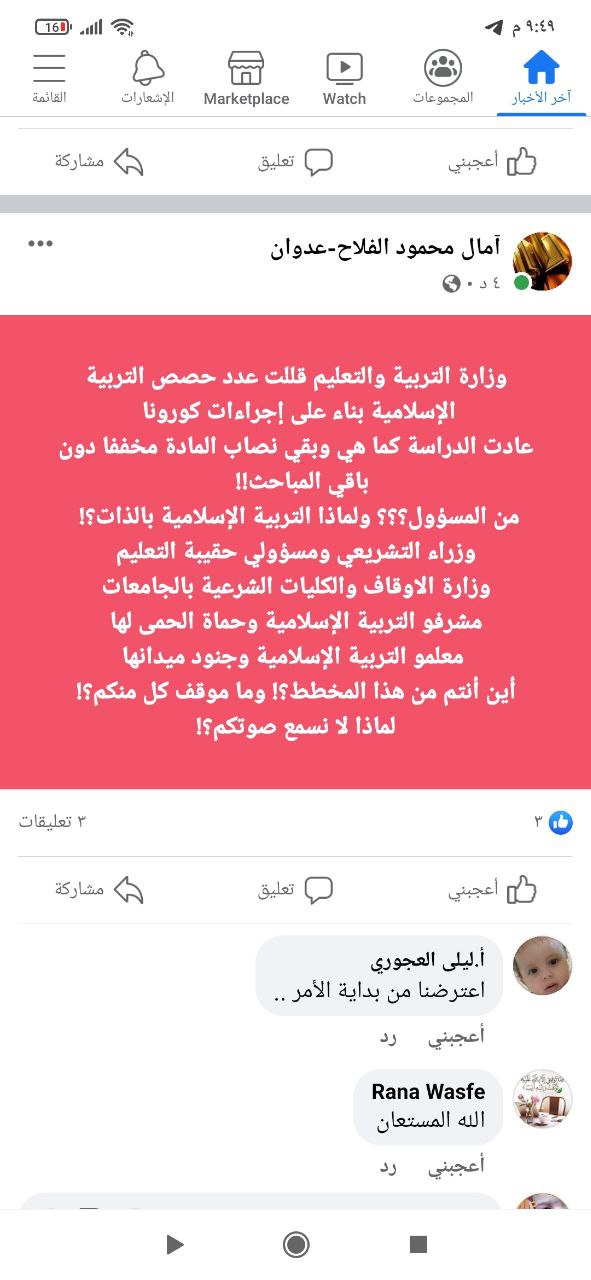 ٩:٤٩ م
16
آخر الأخبار
المجموعات
Watch
Marketplace
الإشعارات
القائمة
أعجبني
تعليق
مشاركة
آمال محمود الفلاح-عدوان
٤ د •
وزارة التربية والتعليم قللت عدد حصص التربية
الإسلامية بناء على إجراءات كورونا
عادت الدراسة كما هي وبقي نصاب المادة مخففا دون
باقي المباحث!!
من المسؤول؟؟؟ ولماذا التربية الإسلامية بالذات؟!
وزراء التشريعي ومسؤولي حقيبة التعليم
وزارة الاوقاف والكليات الشرعية بالجامعات
مشرفو التربية الإسلامية وحماة الحمى لها
معلمو التربية الإسلامية وجنود ميدانها
أين أنتم من هذا المخطط؟! وما موقف كل منكم؟!
لماذا لا نسمع صوتكم؟!
٣
٣ تعليقات
أعجبني
تعليق
مشاركة
أ.ليلى العجوري
اعترضنا من بداية الأمر ..
أعجبني
رد
Rana Wasfe
الله المستعان
أعجبني
رد